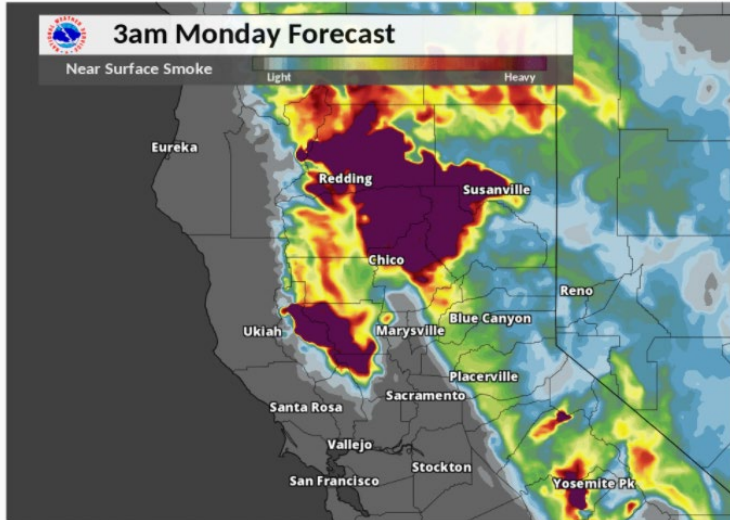 3am Monday Forecast
Near Surface Smoke
Light
Heavy
Eureka
Redding
Susanville
Chico
Reno
Ukiah
Marysville
Blue Canyon
Placerville
Sacramento
Santa Rosa
Vallejo
Stockton
San Francisco
Yosemite Pk